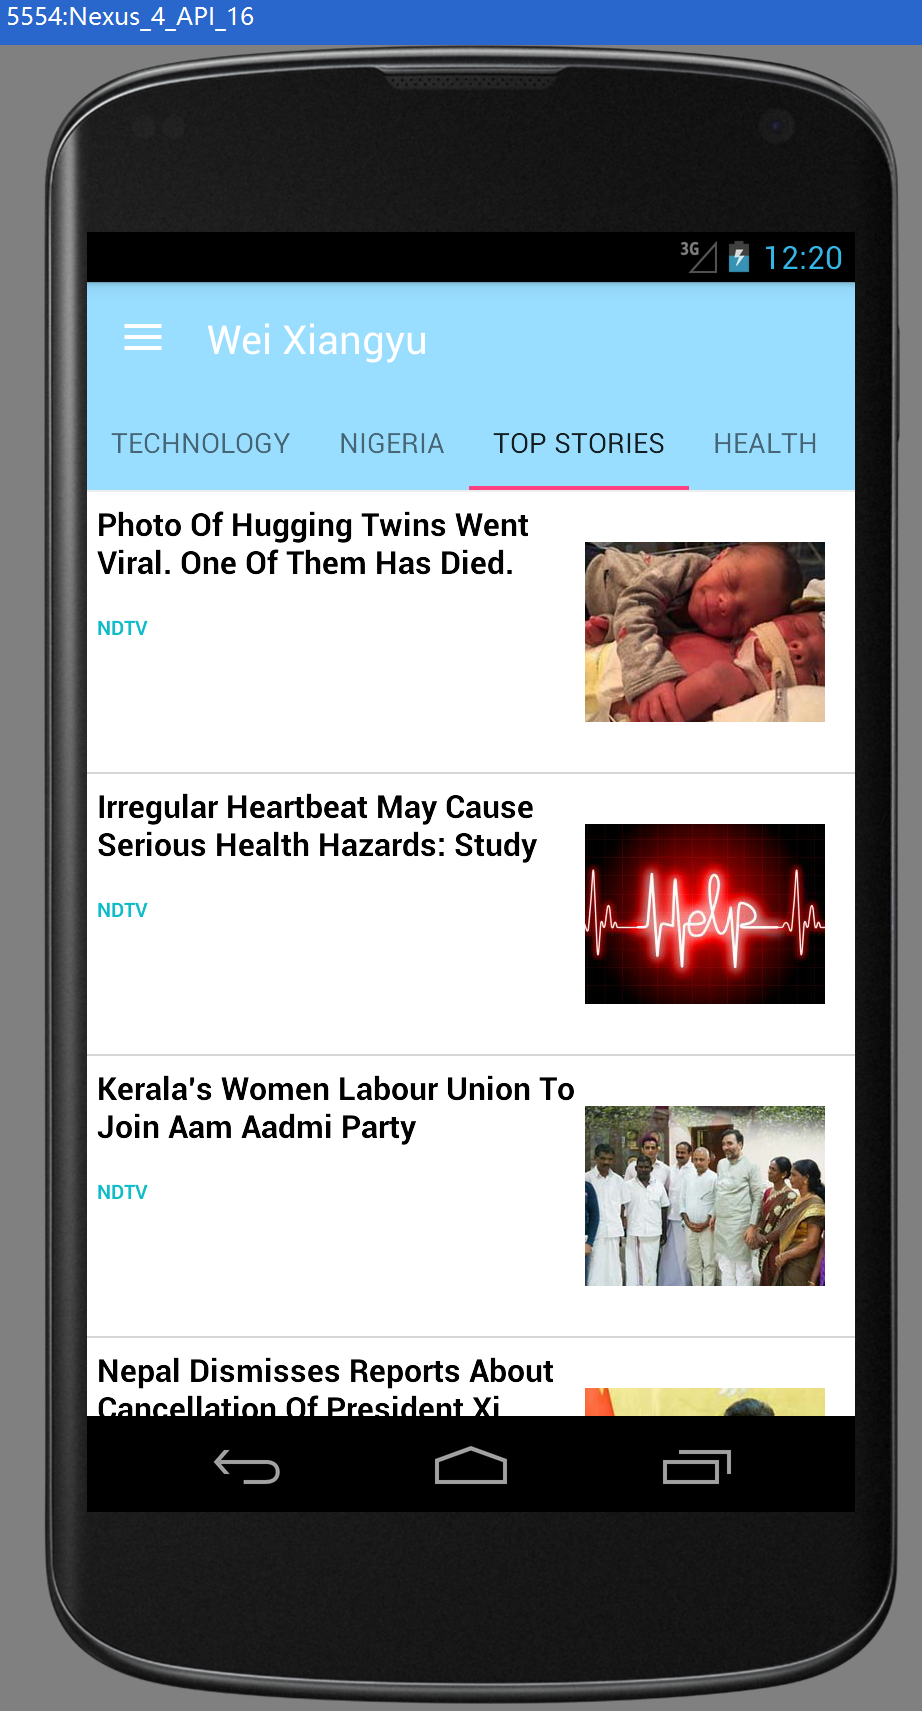 5554:Nexus_4_API_16
3G 12:20
Wei Xiangyu
TECHNOLOGY NIGERIA TOP STORIES HEALTH
Photo Of Hugging Twins Went
Viral. One Of Them Has Died.
NDTV
Irregular Heartbeat May Cause
Serious Health Hazards: Study
NDTV
Help
Kerala's Women Labour Union To
Join Aam Aadmi Party
NDTV
Nepal Dismisses Reports About
Cancellation Of President Xi